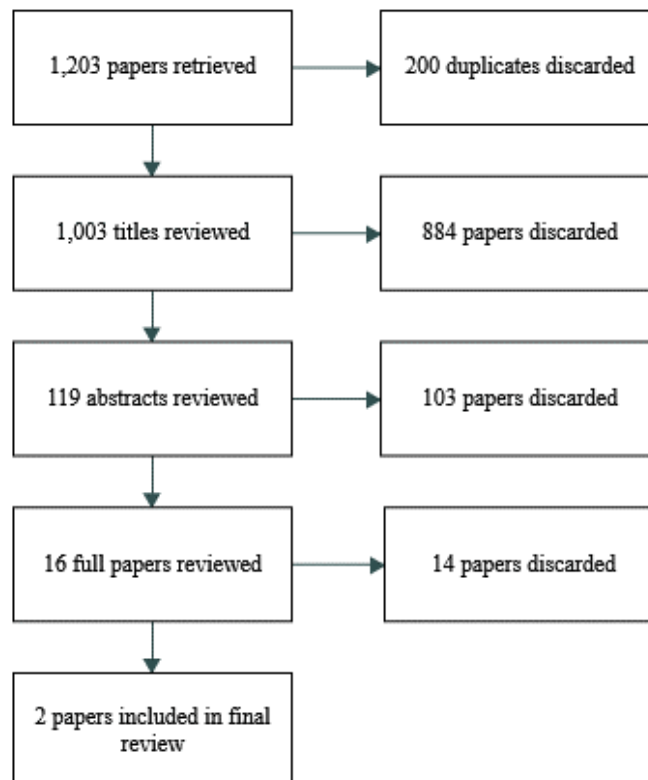 1,203 papers retrieved
200 duplicates discarded
1,003 titles reviewed
884 papers discarded
119 abstracts reviewed
103 papers discarded
16 full papers reviewed
14 papers discarded
2 papers included in final
review